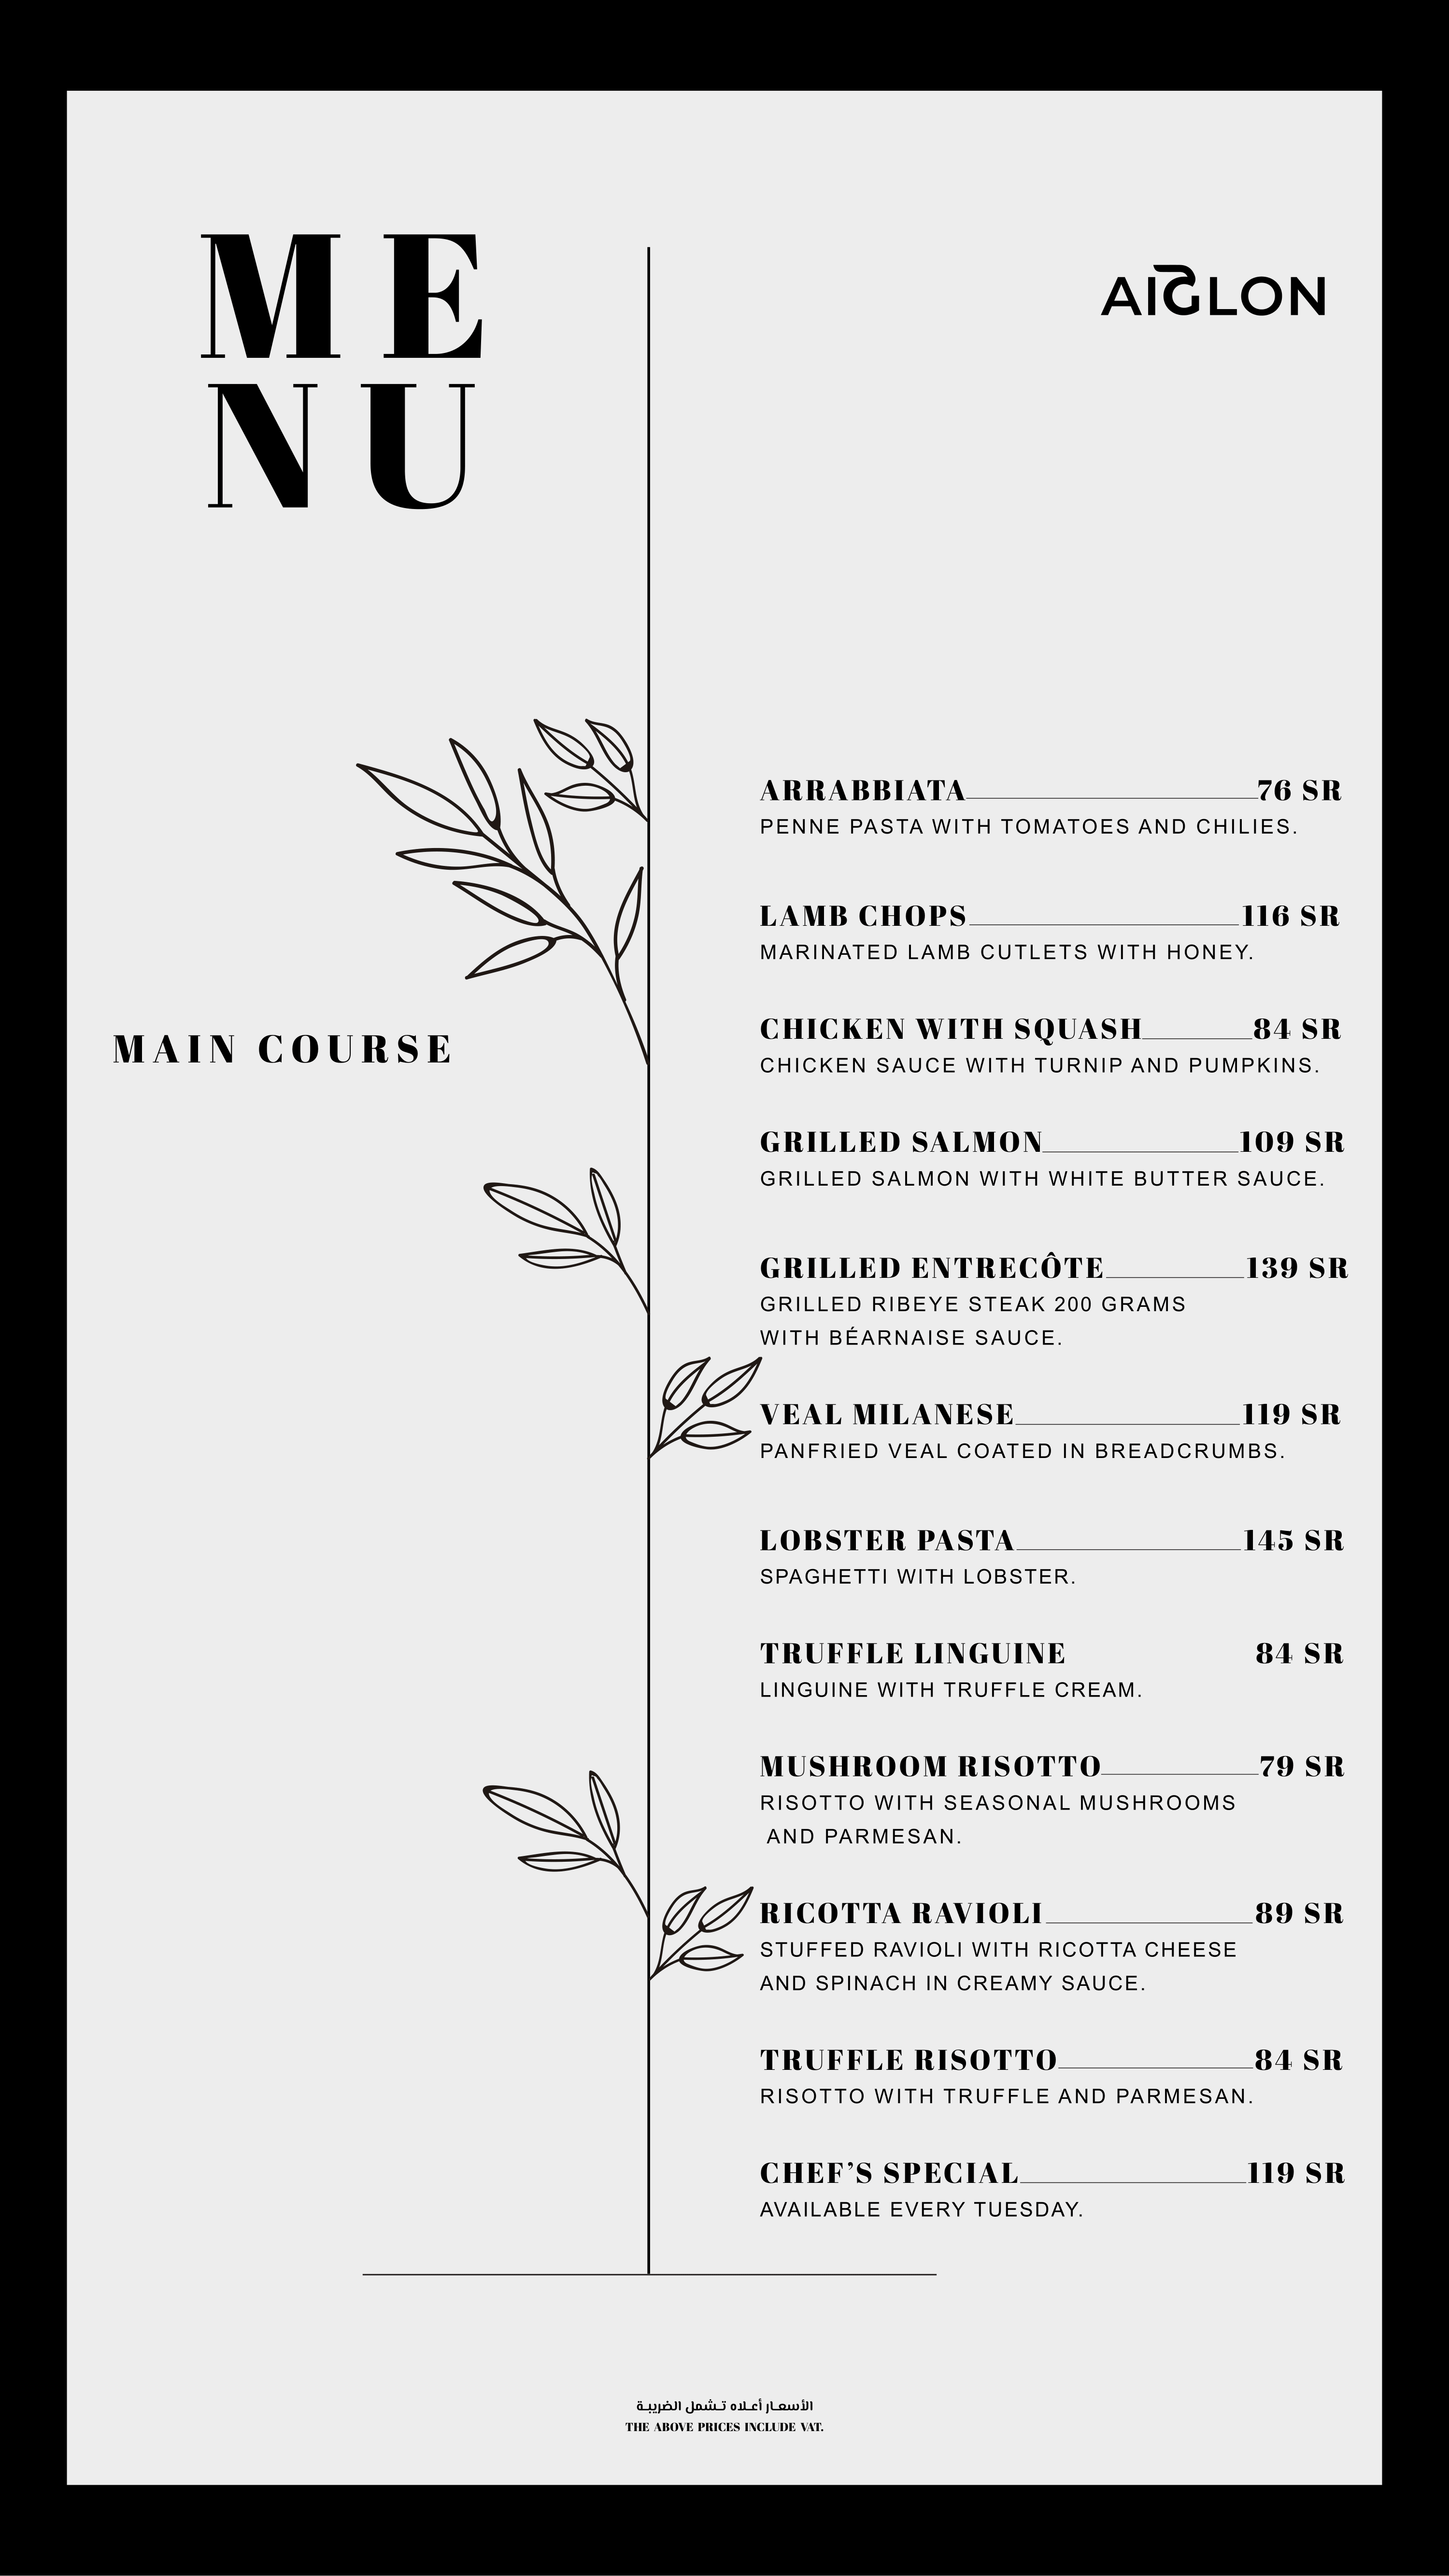 ME
NU
AIGLON
MAIN COURSE
ARRABBIATA 76 SR
PENNE PASTA WITH TOMATOES AND CHILIES.
LAMB CHOPS 116 SR
MARINATED LAMB CUTLETS WITH HONEY.
CHICKEN WITH SQUASH 84 SR
CHICKEN SAUCE WITH TURNIP AND PUMPKINS.
GRILLED SALMON 109 SR
GRILLED SALMON WITH WHITE BUTTER SAUCE.
GRILLED ENTRECÔTE 139 SR
GRILLED RIBEYE STEAK 200 GRAMS
WITH BÉARNAISE SAUCE.
VEAL MILANESE 119 SR
PANFRIED VEAL COATED IN BREADCRUMBS.
LOBSTER PASTA 145 SR
SPAGHETTI WITH LOBSTER.
TRUFFLE LINGUINE 84 SR
LINGUINE WITH TRUFFLE CREAM.
MUSHROOM RISOTTO 79 SR
RISOTTO WITH SEASONAL MUSHROOMS
AND PARMESAN.
RICOTTA RAVIOLI 89 SR
STUFFED RAVIOLI WITH RICOTTA CHEESE
AND SPINACH IN CREAMY SAUCE.
TRUFFLE RISOTTO 84 SR
RISOTTO WITH TRUFFLE AND PARMESAN.
CHEF’S SPECIAL 119 SR
AVAILABLE EVERY TUESDAY.
الأسعـار أعـلاه تـشمل الضريبـة
THE ABOVE PRICES INCLUDE VAT.